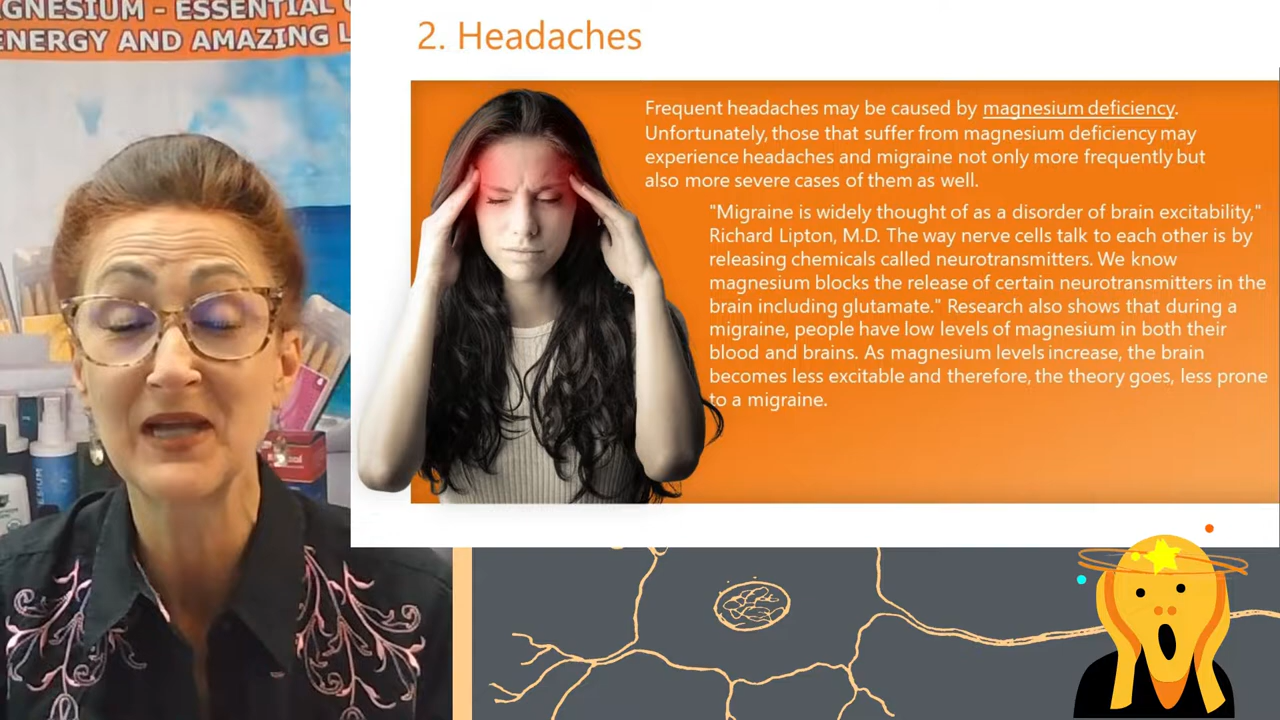 GNESIUM - ESSENTIAL
ENERGY AND AMAZING L
2. Headaches
Frequent headaches may be caused by magnesium deficiency.
Unfortunately, those that suffer from magnesium deficiency may
experience headaches and migraine not only more frequently but
also more severe cases of them as well.
"Migraine is widely thought of as a disorder of brain excitability,"
Richard Lipton, M.D. The way nerve cells talk to each other is by
releasing chemicals called neurotransmitters. We know
magnesium blocks the release of certain neurotransmitters in the
brain including glutamate." Research also shows that during a
migraine, people have low levels of magnesium in both their
blood and brains. As magnesium levels increase, the brain
becomes less excitable and therefore, the theory goes, less prone
to a migraine.